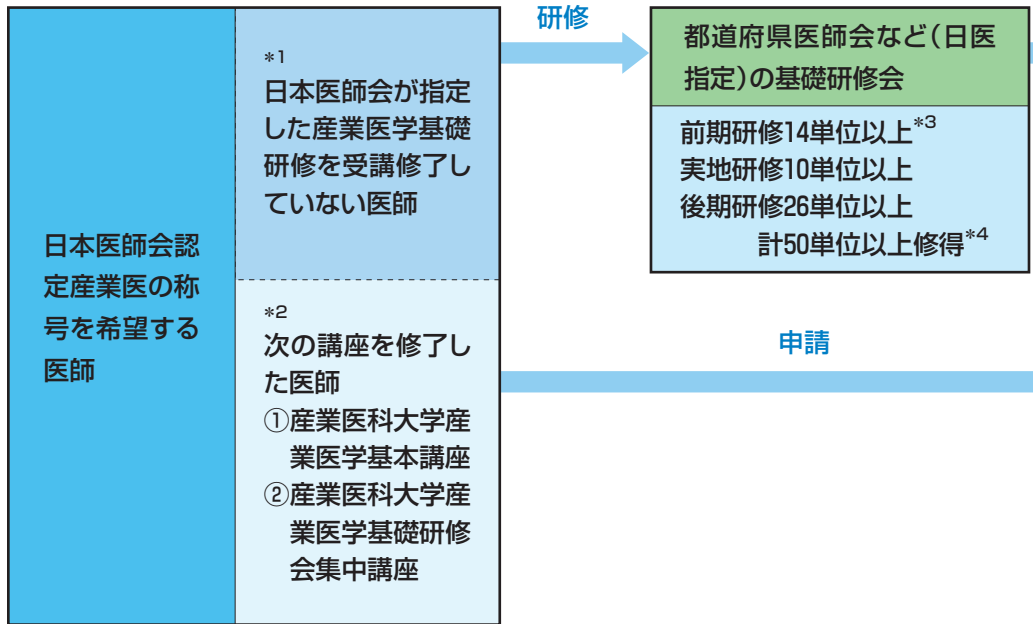 日本医師会認
定産業医の称
号を希望する
医師
*1
日本医師会が指定
した産業医学基礎
研修を受講修了し
ていない医師
*2
次の講座を修了し
た医師
①産業医科大学産
業医学基本講座
②産業医科大学産
業医学基礎研修
会集中講座
研修
都道府県医師会など(日医
指定)の基礎研修会
前期研修14単位以上*3
実地研修10単位以上
後期研修26単位以上
計50単位以上修得*4
申請